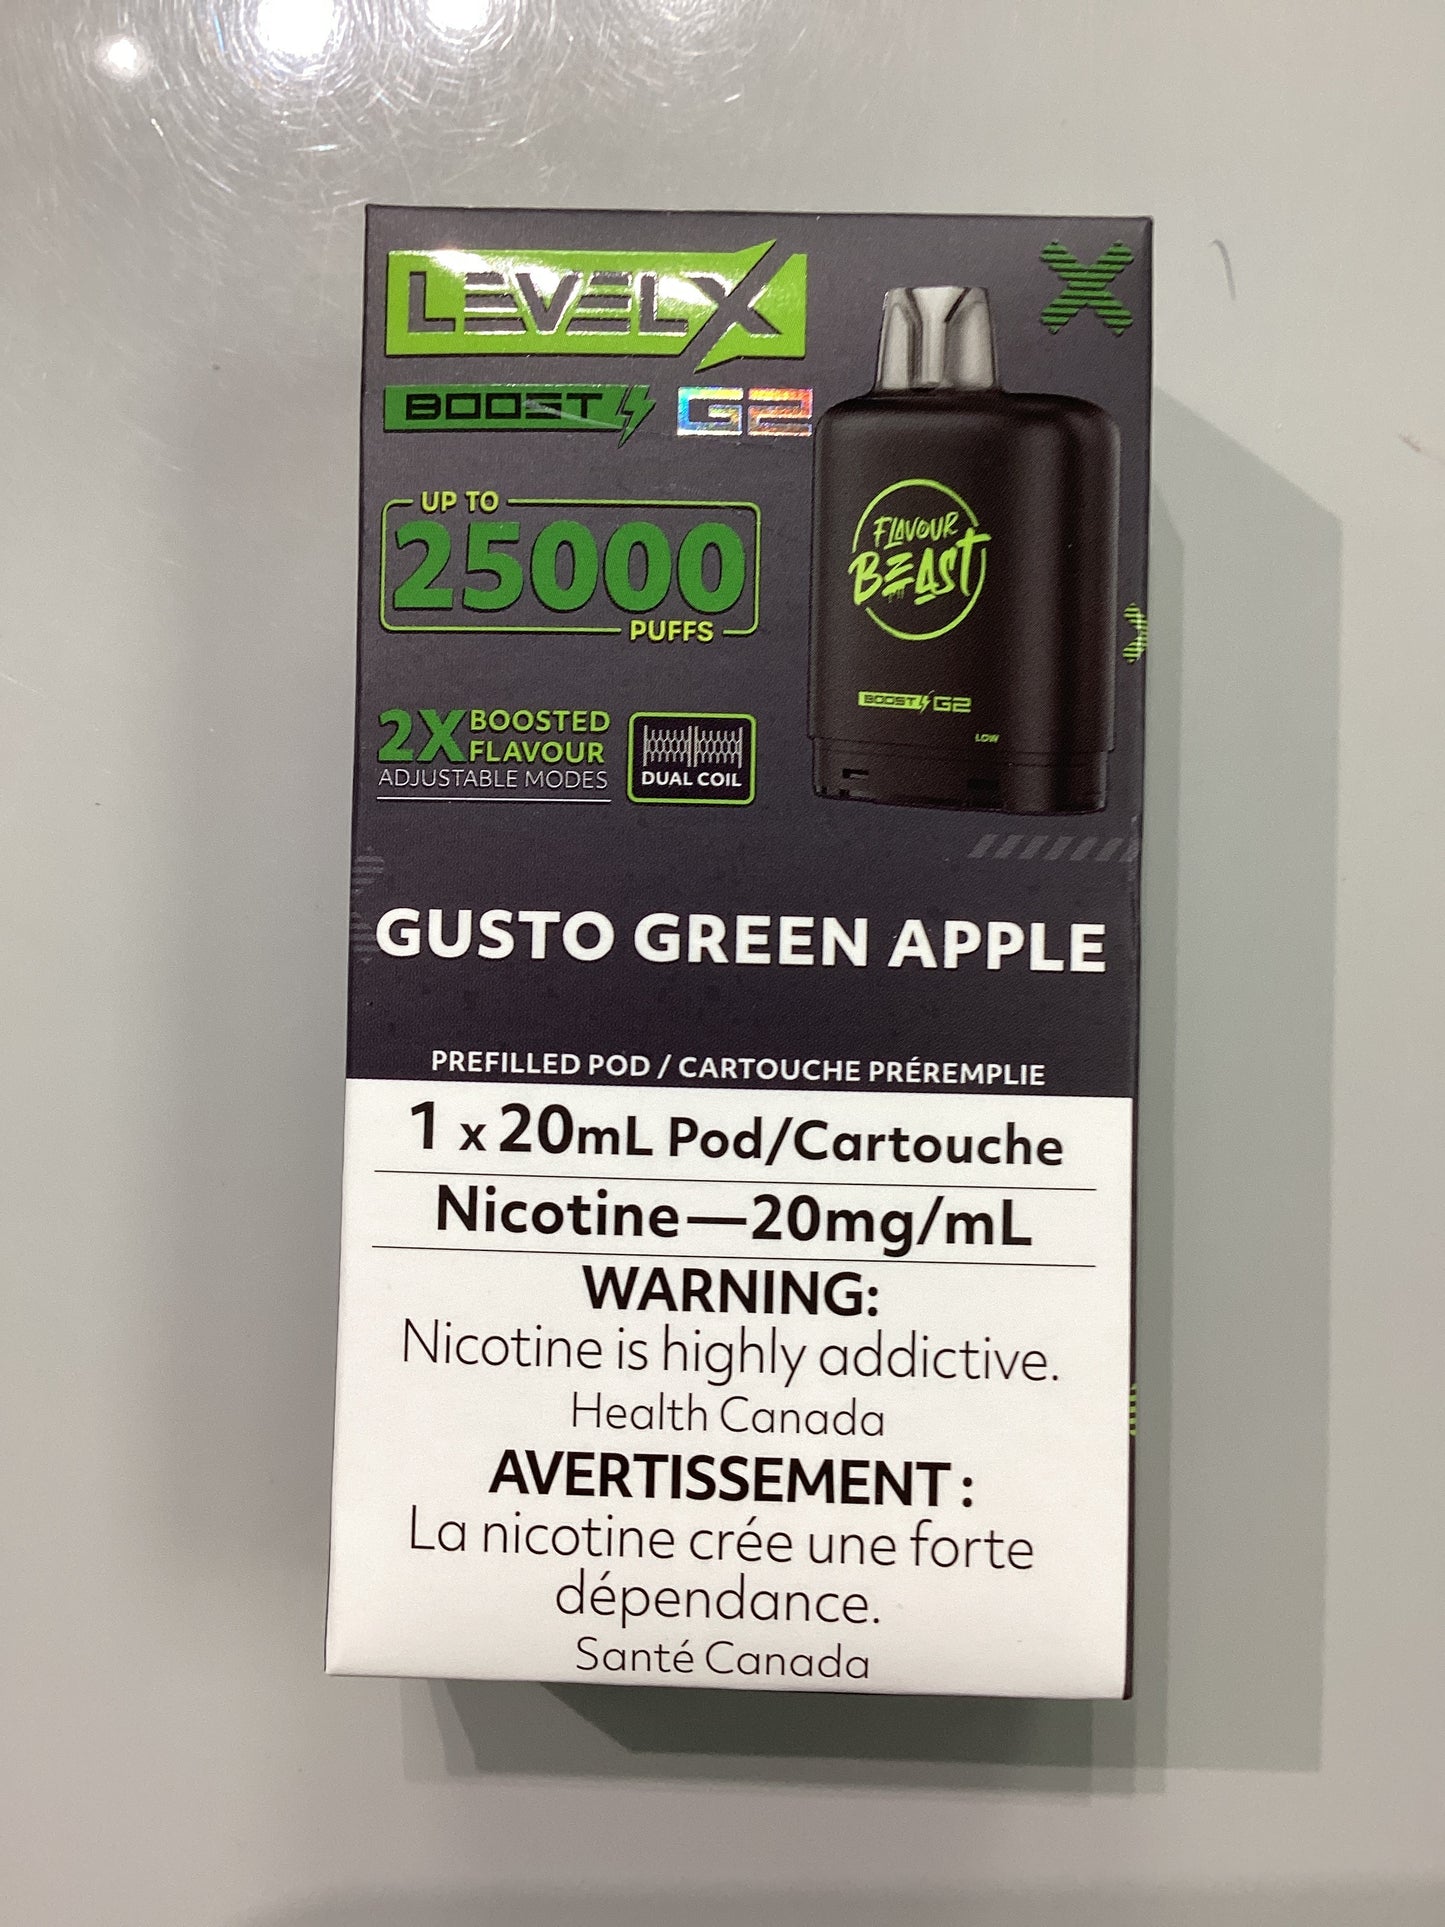 LEVELX
BOOST G2
UP TO
25000
PUFFS
2X BOOSTED
FLAVOUR
ADJUSTABLE MODES
DUAL COIL
FLAVOUR
BEAST
BOOST G2
LOW
GUSTO GREEN APPLE
PREFILLED POD / CARTOUCHE PRÉREMPLIE
1 x 20mL Pod/Cartouche
Nicotine—20mg/mL
WARNING:
Nicotine is highly addictive.
Health Canada
AVERTISSEMENT :
La nicotine crée une forte
dépendance.
Santé Canada